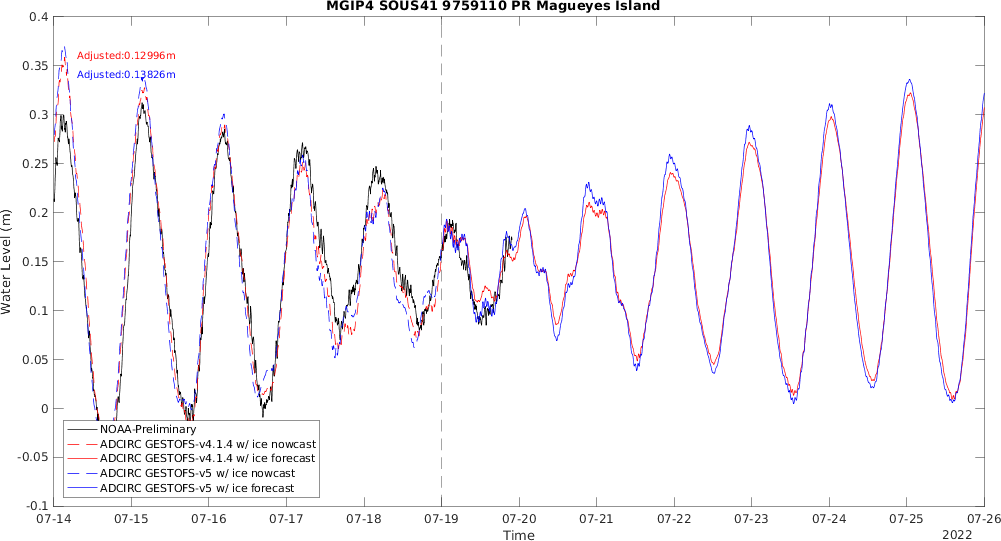 MGIP4 SOUS41 9759110 PR Magueyes Island
Adjusted:0.12996m
Adjusted:0.13826m
Water Level (m)
0.4
0.35
0.3
0.25
0.2
0.15
0.1
0.05
0
-0.05
-0.1
NOAA-Preliminary
ADCIRC GESTOFS-v4.1.4 w/ ice nowcast
ADCIRC GESTOFS-v4.1.4 w/ ice forecast
ADCIRC GESTOFS-v5 w/ ice nowcast
ADCIRC GESTOFS-v5 w/ ice forecast
07-14 07-15 07-16 07-17 07-18 07-19 07-20 07-21 07-22 07-23 07-24 07-25 07-26
Time
2022